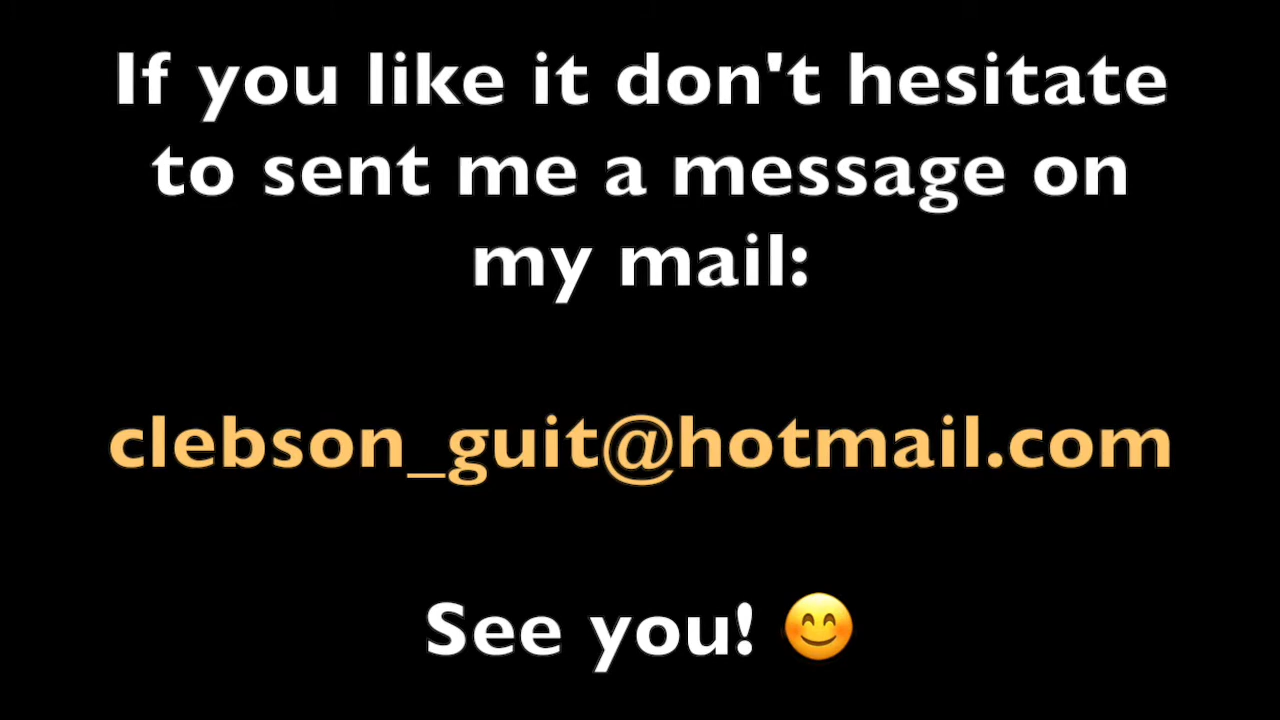 If you like it don't hesitate
to sent me a message on
my mail:
clebson_guit@hotmail.com
See you! 😊